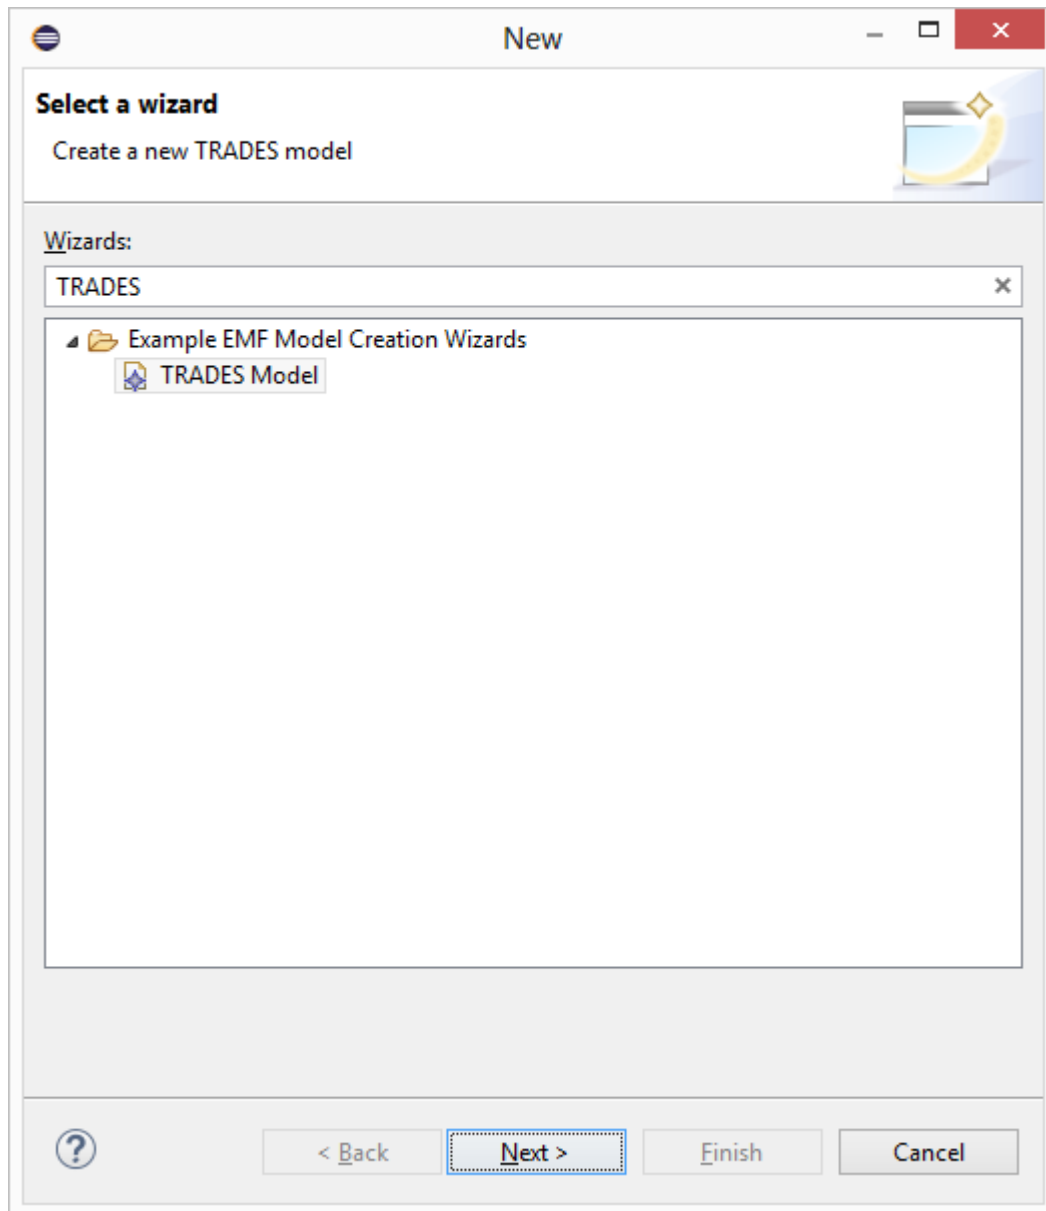 New
Select a wizard
Create a new TRADES model
Wizards:
TRADES
Example EMF Model Creation Wizards
TRADES Model
< Back
Next >
Finish
Cancel